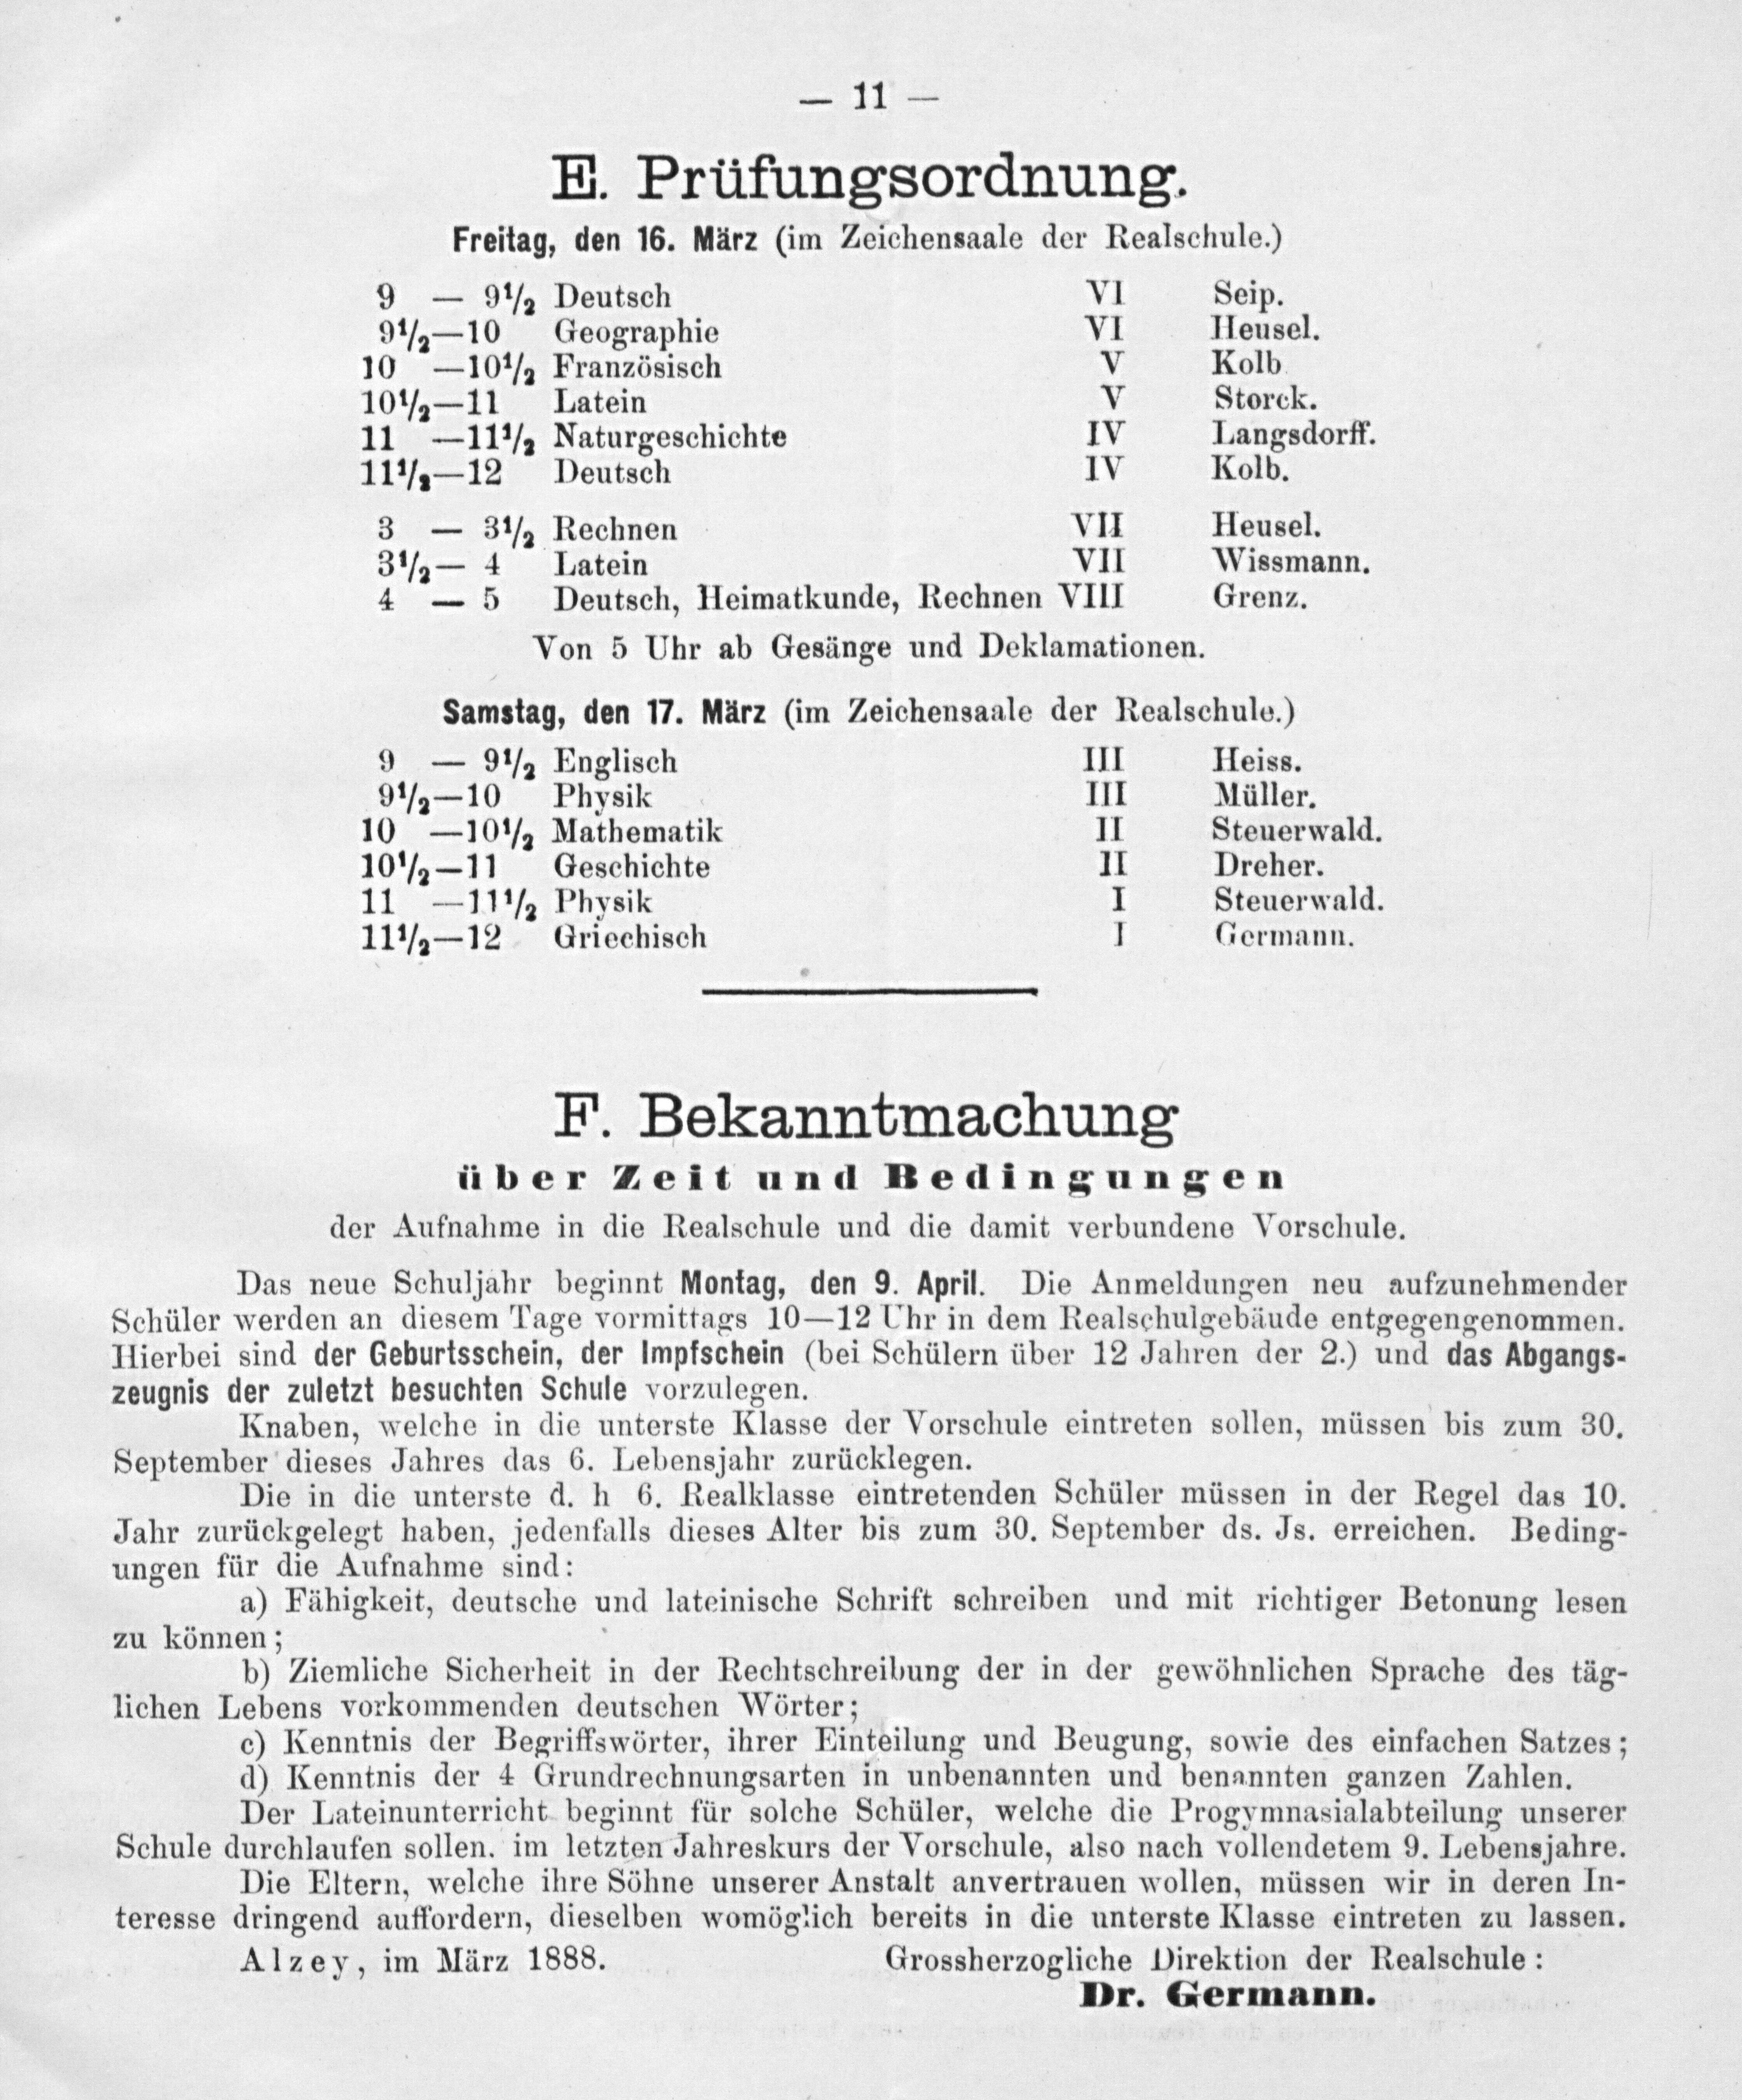 — 11 —
E. Prüfungsordnung.
Freitag, den 16. März (im Zeichensaale der Realschule.)
9 — 9½ Deutsch VI Seip.
9½—10 Geographie VI Heusel.
10 —10½ Französisch V Kolb
10½—11 Latein V Storck.
11 —11½ Naturgeschichte IV Langsdorff.
11½—12 Deutsch IV Kolb.
3 — 3½ Rechnen VII Heusel.
3½— 4 Latein VII Wissmann.
4 — 5 Deutsch, Heimatkunde, Rechnen VIII Grenz.
Von 5 Uhr ab Gesänge und Deklamationen.
Samstag, den 17. März (im Zeichensaale der Realschule.)
9 — 9½ Englisch III Heiss.
9½—10 Physik III Müller.
10 —10½ Mathematik II Steuerwald.
10½—11 Geschichte II Dreher.
11 —11½ Physik I Steuerwald.
11½—12 Griechisch I Germann.
F. Bekanntmachung
über Zeit und Bedingungen
der Aufnahme in die Realschule und die damit verbundene Vorschule.
Das neue Schuljahr beginnt Montag, den 9. April. Die Anmeldungen neu aufzunehmender
Schüler werden an diesem Tage vormittags 10—12 Uhr in dem Realschulgebäude entgegengenommen.
Hierbei sind der Geburtsschein, der Impfschein (bei Schülern über 12 Jahren der 2.) und das Abgangs-
zeugnis der zuletzt besuchten Schule vorzulegen.
Knaben, welche in die unterste Klasse der Vorschule eintreten sollen, müssen bis zum 30.
September dieses Jahres das 6. Lebensjahr zurücklegen.
Die in die unterste d. h 6. Realklasse eintretenden Schüler müssen in der Regel das 10.
Jahr zurückgelegt haben, jedenfalls dieses Alter bis zum 30. September ds. Js. erreichen. Beding-
ungen für die Aufnahme sind:
a) Fähigkeit, deutsche und lateinische Schrift schreiben und mit richtiger Betonung lesen
zu können;
b) Ziemliche Sicherheit in der Rechtschreibung der in der gewöhnlichen Sprache des täg-
lichen Lebens vorkommenden deutschen Wörter;
c) Kenntnis der Begriffswörter, ihrer Einteilung und Beugung, sowie des einfachen Satzes;
d) Kenntnis der 4 Grundrechnungsarten in unbenannten und benannten ganzen Zahlen.
Der Lateinunterricht beginnt für solche Schüler, welche die Progymnasialabteilung unserer
Schule durchlaufen sollen. im letzten Jahreskurs der Vorschule, also nach vollendetem 9. Lebensjahre.
Die Eltern, welche ihre Söhne unserer Anstalt anvertrauen wollen, müssen wir in deren In-
teresse dringend auffordern, dieselben womöglich bereits in die unterste Klasse eintreten zu lassen.
Alzey, im März 1888. Grossherzogliche Direktion der Realschule:
Dr. Germann.